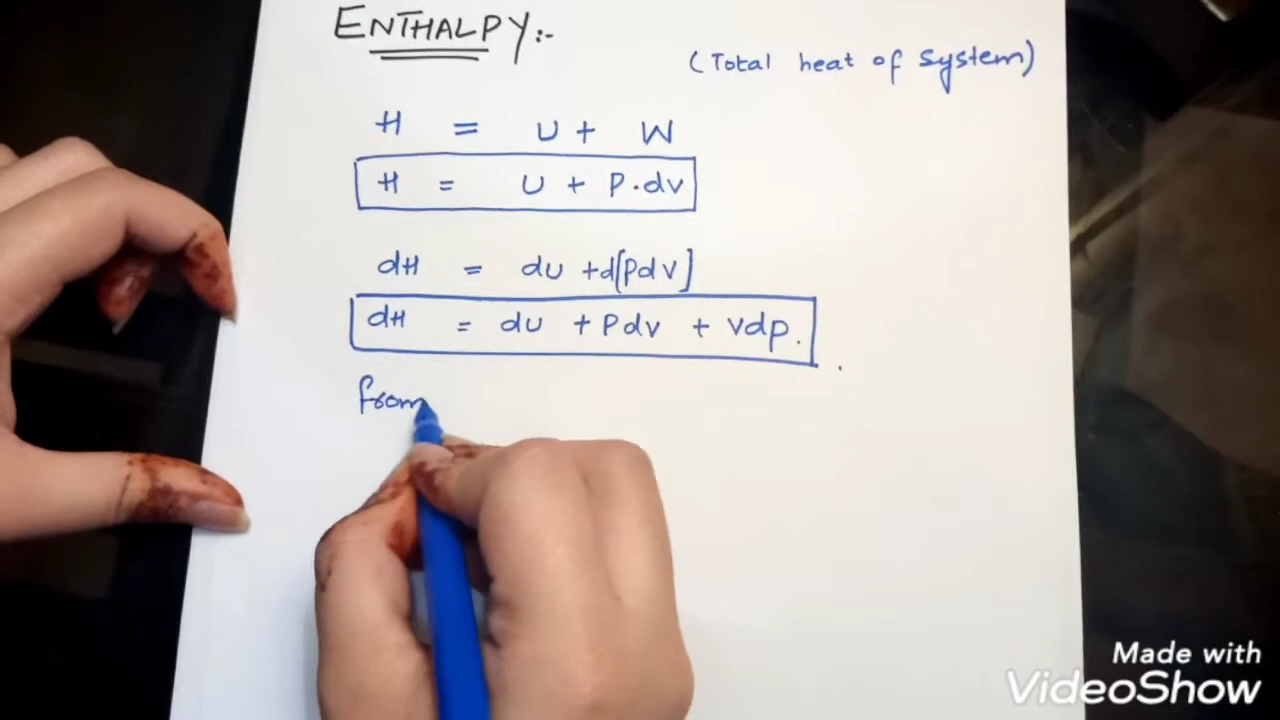 ENTHALPY:-
(Total heat of system)
H = U + W
H = U + P.dv
dH = du + d[Pdv]
dH = du + Pdv + vdp.
from
Made with
VideoShow